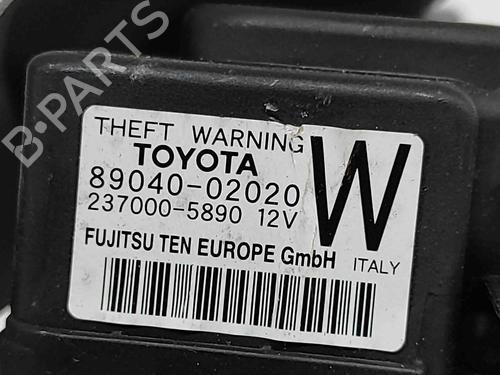 B·PARTS
THEFT WARNING
TOYOTA
W
89040-02020
237000-5890 12V
FUJITSU TEN EUROPE GmbH ITALY